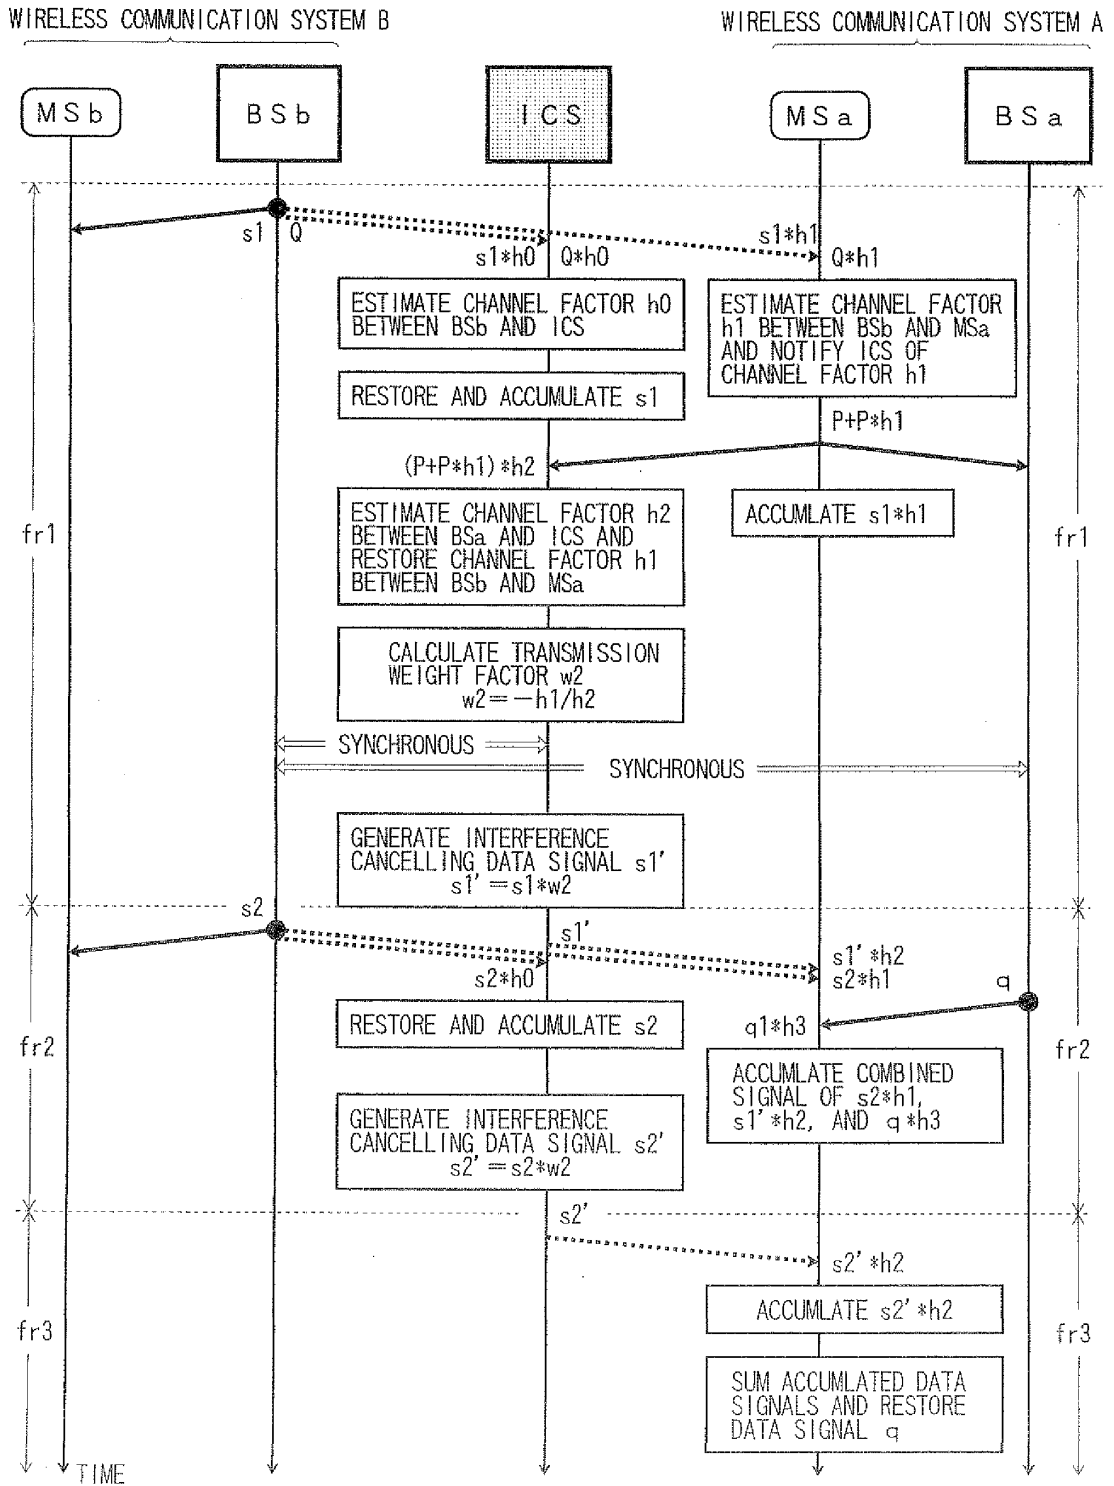 WIRELESS COMMUNICATION SYSTEM B
WIRELESS COMMUNICATION SYSTEM A
MSb
BSb
ICS
MSa
BSa
s1 Q
s1*h0 Q*h0
s1*h1
Q*h1
ESTIMATE CHANNEL FACTOR h0
BETWEEN BSb AND ICS
ESTIMATE CHANNEL FACTOR
h1 BETWEEN BSb AND MSa
AND NOTIFY ICS OF
CHANNEL FACTOR h1
RESTORE AND ACCUMULATE s1
P+P*h1
(P+P*h1)*h2
ESTIMATE CHANNEL FACTOR h2
BETWEEN BSa AND ICS AND
RESTORE CHANNEL FACTOR h1
BETWEEN BSb AND MSa
ACCUMLATE s1*h1
fr1
fr1
CALCULATE TRANSMISSION
WEIGHT FACTOR w2
w2=-h1/h2
SYNCHRONOUS
SYNCHRONOUS
GENERATE INTERFERENCE
CANCELLING DATA SIGNAL s1'
s1'=s1*w2
s2
s1'
s2*h0
s1'*h2
s2*h1
q
q1*h3
RESTORE AND ACCUMULATE s2
fr2
fr2
ACCUMLATE COMBINED
SIGNAL OF s2*h1,
s1'*h2, AND q*h3
GENERATE INTERFERENCE
CANCELLING DATA SIGNAL s2'
s2'=s2*w2
s2'
s2'*h2
ACCUMLATE s2'*h2
fr3
fr3
SUM ACCUMLATED DATA
SIGNALS AND RESTORE
DATA SIGNAL q
TIME